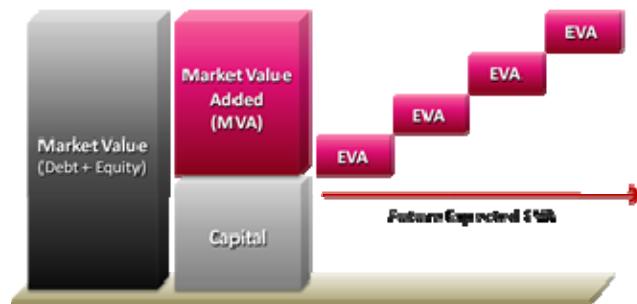 Market Value
(Debt + Equity)
Market Value
Added
(MVA)
Capital
EVA
EVA
EVA
EVA
Future Expected EVA